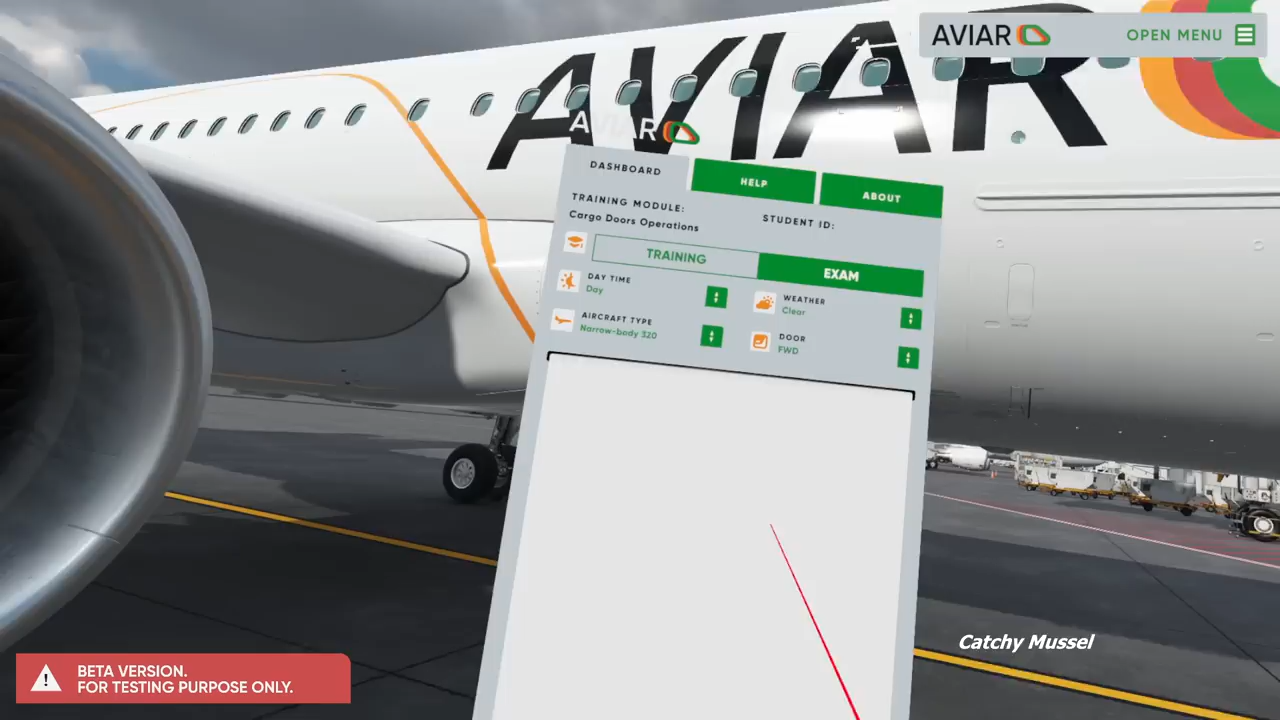 AVIAR
AVIAR
OPEN MENU
DASHBOARD
HELP
ABOUT
TRAINING MODULE:
Cargo Doors Operations
STUDENT ID:
TRAINING
EXAM
DAY TIME
Day
WEATHER
Clear
AIRCRAFT TYPE
Narrow-body 320
DOOR
FWD
Catchy Mussel
BETA VERSION.
FOR TESTING PURPOSE ONLY.